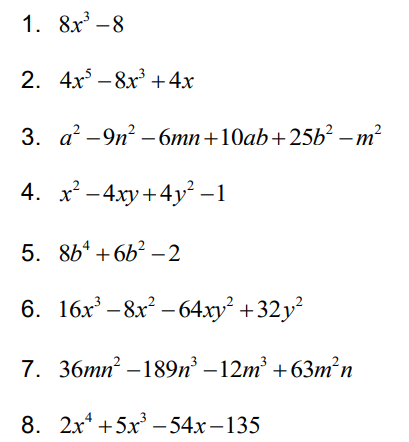 1. 8x³ – 8
2. 4x⁵ – 8x³ + 4x
3. a² – 9n² – 6mn + 10ab + 25b² – m²
4. x² – 4xy + 4y² – 1
5. 8b⁴ + 6b² – 2
6. 16x³ – 8x² – 64xy² + 32y²
7. 36mn² – 189n³ – 12m³ + 63m²n
8. 2x⁴ + 5x³ – 54x – 135